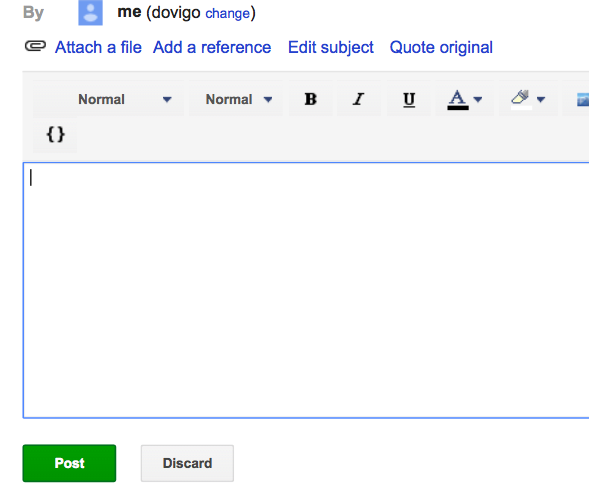 By me (dovigo change)
Attach a file Add a reference Edit subject Quote original
Normal Normal B I U A
{}
Post Discard